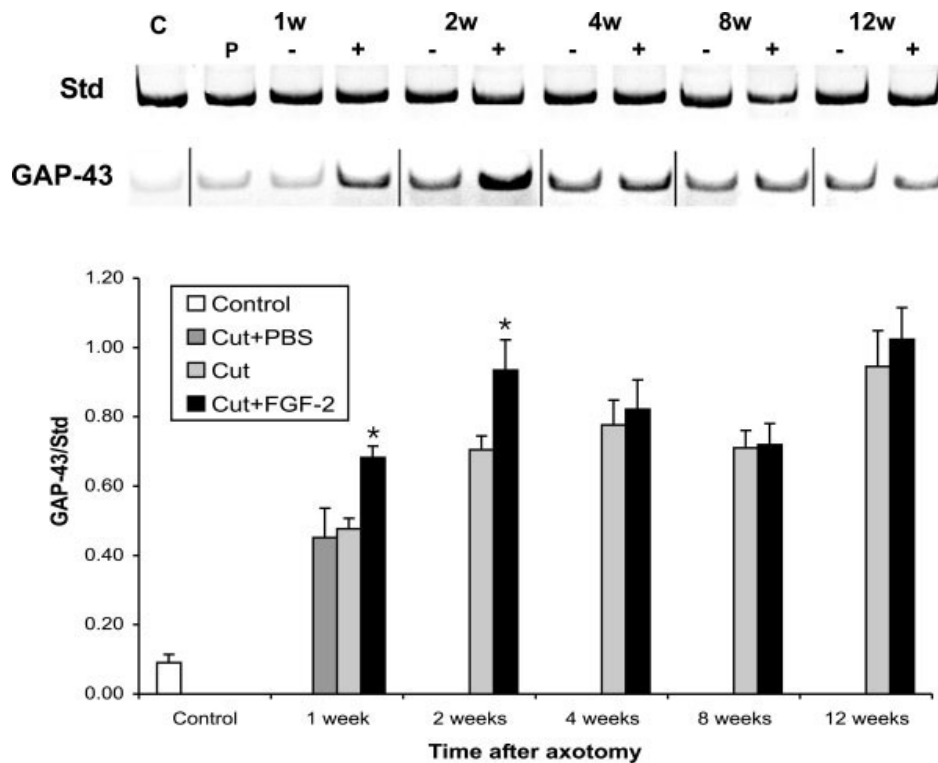 C 1w 2w 4w 8w 12w
P - + - + - + - + - +
Std
GAP-43
1.20
1.00
0.80
0.60
0.40
0.20
0.00
GAP-43/Std
Control
Cut+PBS
Cut
Cut+FGF-2
*
*
Control 1 week 2 weeks 4 weeks 8 weeks 12 weeks
Time after axotomy